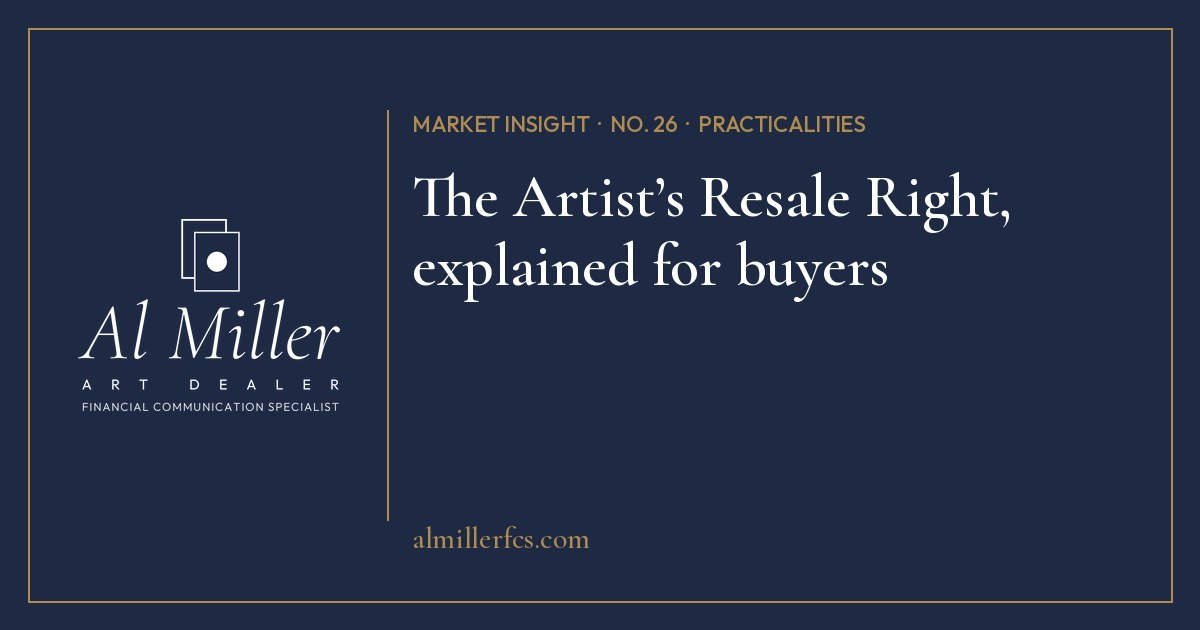 MARKET INSIGHT · NO. 26 · PRACTICALITIES
The Artist’s Resale Right,
explained for buyers
Al Miller
ART DEALER
FINANCIAL COMMUNICATION SPECIALIST
almillerfcs.com